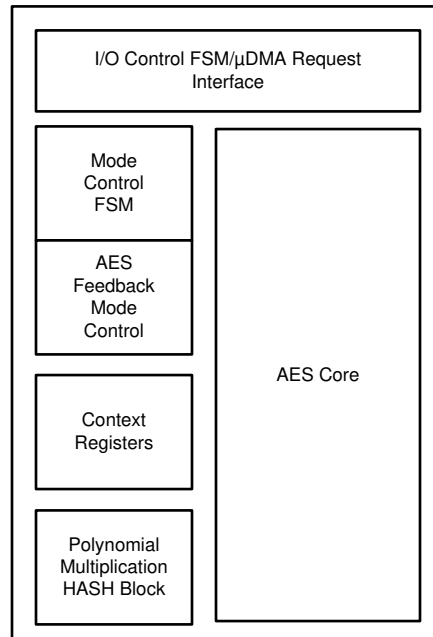 I/O Control FSM/µDMA Request
Interface
Mode
Control
FSM
AES
Feedback
Mode
Control
Context
Registers
Polynomial
Multiplication
HASH Block
AES Core